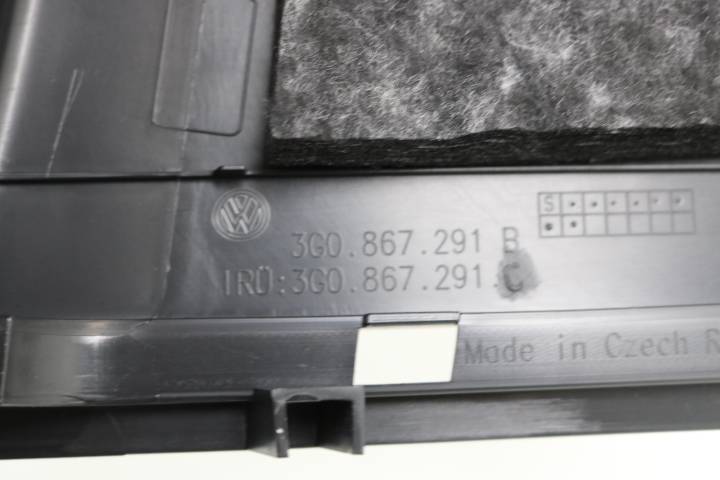 3G0.867.291 B
IRÜ:3G0.867.291.C
S
Made in Czech R